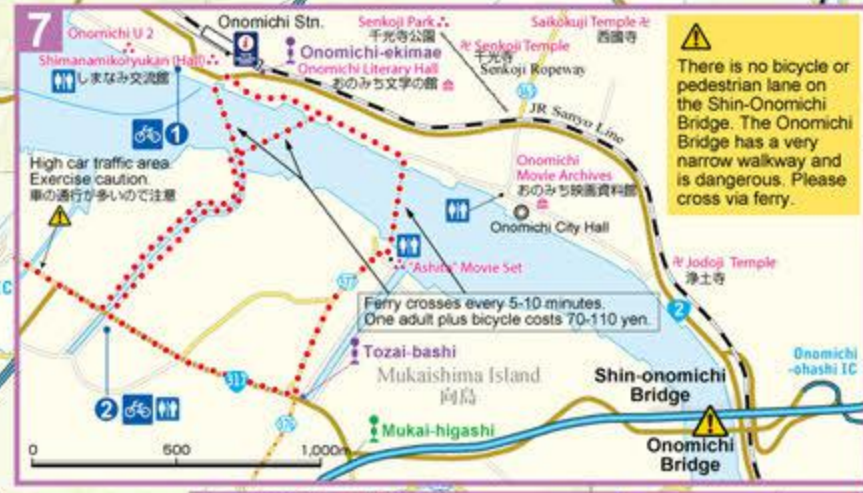 7
Onomichi U 2
Shimanamikoryukan (Hall)
しまなみ交流館
Onomichi Stn.
Onomichi-ekimae
Onomichi Literary Hall
おのみち文学の館
Senkoji Park
千光寺公園
Senkoji Temple
千光寺
Senkoji Ropeway
Saikokuji Temple
西國寺
363
JR Sanyo Line
There is no bicycle or
pedestrian lane on
the Shin-Onomichi
Bridge. The Onomichi
Bridge has a very
narrow walkway and
is dangerous. Please
cross via ferry.
1
High car traffic area.
Exercise caution.
車の通行が多いので注意
Onomichi
Movie Archives
おのみち映画資料館
Onomichi City Hall
"Ashita" Movie Set
377
Jodoji Temple
浄土寺
2
Ferry crosses every 5-10 minutes.
One adult plus bicycle costs 70-110 yen.
Tozai-bashi
Mukaishima Island
向島
317
376
2
Mukai-higashi
Shin-onomichi
Bridge
Onomichi
Bridge
Onomichi
-ohashi IC
IC
0 500 1,000m